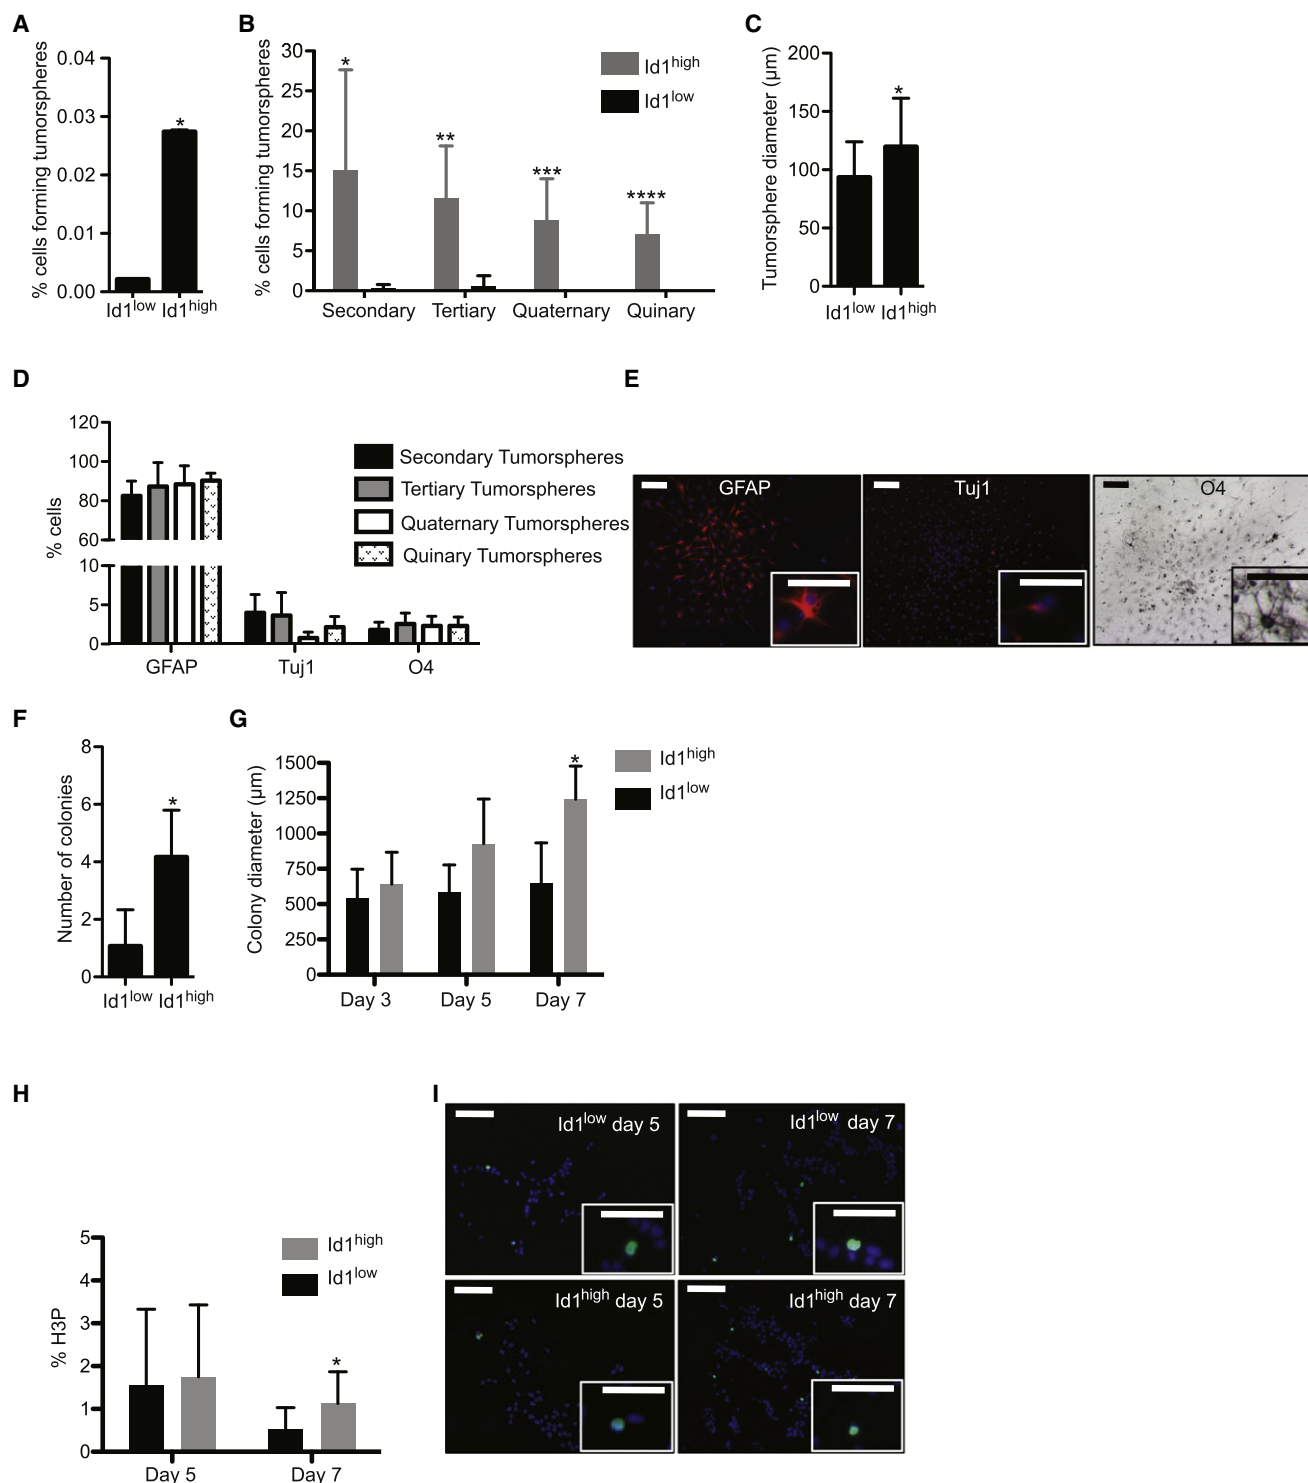 A
% cells forming tumorspheres
0.04
0.03
0.02
0.01
0.00
*
Id1low Id1high
B
% cells forming tumorspheres
30
25
20
15
10
5
0
*
**
***
****
Id1high
Id1low
Secondary Tertiary Quaternary Quinary
C
Tumorsphere diameter (µm)
200
150
100
50
0
*
Id1low Id1high
D
% cells
120
100
80
60
10
5
0
GFAP Tuj1 O4
Secondary Tumorspheres
Tertiary Tumorspheres
Quaternary Tumorspheres
Quinary Tumorspheres
E
GFAP
Tuj1
O4
F
Number of colonies
8
6
4
2
0
*
Id1low Id1high
G
Colony diameter (µm)
1500
1250
1000
750
500
250
0
*
Day 3 Day 5 Day 7
Id1high
Id1low
H
% H3P
5
4
3
2
1
0
*
Id1high
Id1low
Day 5 Day 7
I
Id1low day 5
Id1low day 7
Id1high day 5
Id1high day 7